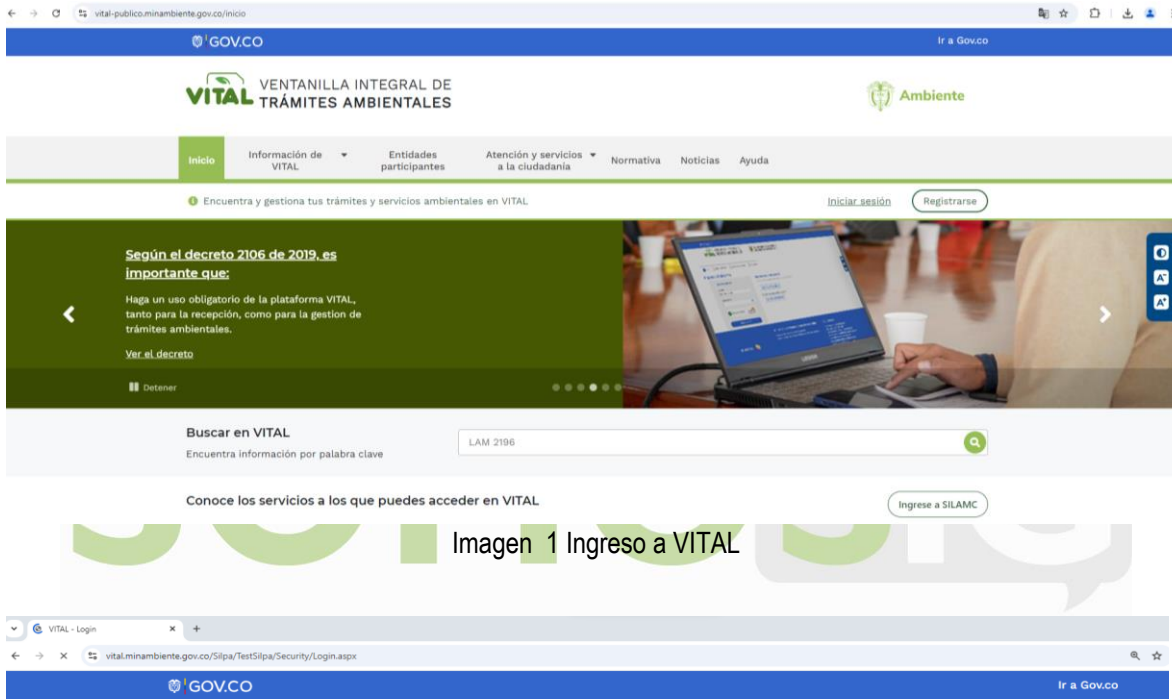 vital-publico.minambiente.gov.co/inicio
GOV.CO
Ir a Gov.co
VITAL
VENTANILLA INTEGRAL DE
TRÁMITES AMBIENTALES
Ambiente
Inicio
Información de
VITAL
Entidades
participantes
Atención y servicios
a la ciudadanía
Normativa
Noticias
Ayuda
Encuentra y gestiona tus trámites y servicios ambientales en VITAL
Iniciar sesión
Registrarse
Según el decreto 2106 de 2019, es
importante que:
Haga un uso obligatorio de la plataforma VITAL,
tanto para la recepción, como para la gestion de
trámites ambientales.
Ver el decreto
Detener
A-
A+
Buscar en VITAL
Encuentra información por palabra clave
LAM 2196
Conoce los servicios a los que puedes acceder en VITAL
Ingrese a SILAMC
Imagen 1 Ingreso a VITAL
VITAL - Login
vital.minambiente.gov.co/Silpa/TestSilpa/Security/Login.aspx
GOV.CO
Ir a Gov.co